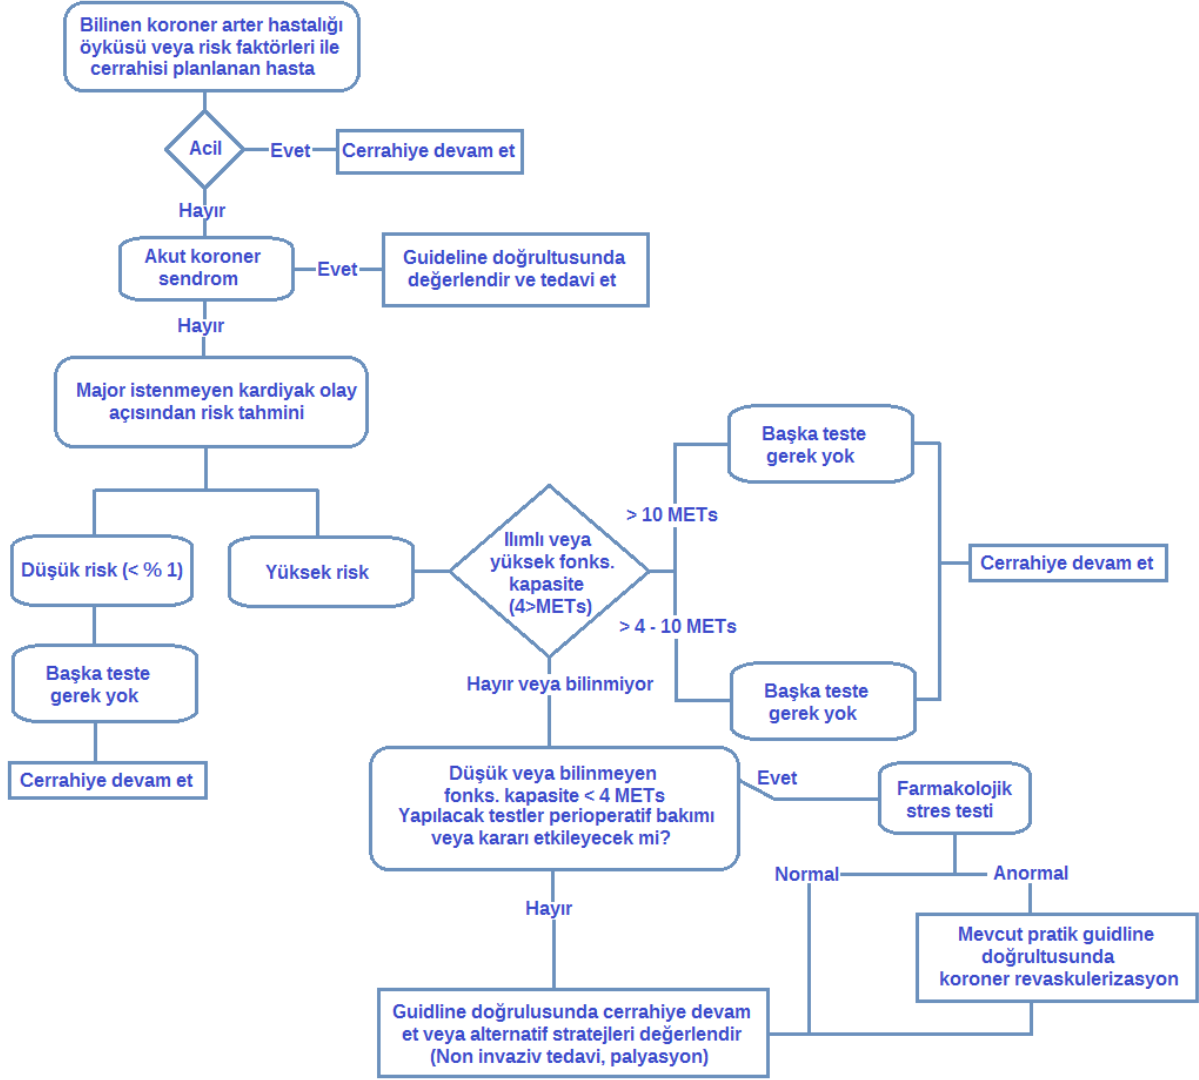 Bilinen koroner arter hastalığı
öyküsü veya risk faktörleri ile
cerrahisi planlanan hasta
Acil
Evet
Cerrahiye devam et
Hayır
Akut koroner
sendrom
Evet
Guideline doğrultusunda
değerlendir ve tedavi et
Hayır
Major istenmeyen kardiyak olay
açısından risk tahmini
Düşük risk (< % 1)
Başka teste
gerek yok
Cerrahiye devam et
Yüksek risk
Ilımlı veya
yüksek fonks.
kapasite
(4>METs)
> 10 METs
Başka teste
gerek yok
> 4 - 10 METs
Başka teste
gerek yok
Cerrahiye devam et
Hayır veya bilinmiyor
Düşük veya bilinmeyen
fonks. kapasite < 4 METs
Yapılacak testler perioperatif bakımı
veya kararı etkileyecek mi?
Evet
Farmakolojik
stres testi
Normal
Anormal
Mevcut pratik guidline
doğrultusunda
koroner revaskulerizasyon
Hayır
Guidline doğrulusunda cerrahiye devam
et veya alternatif stratejleri değerlendir
(Non invaziv tedavi, palyasyon)